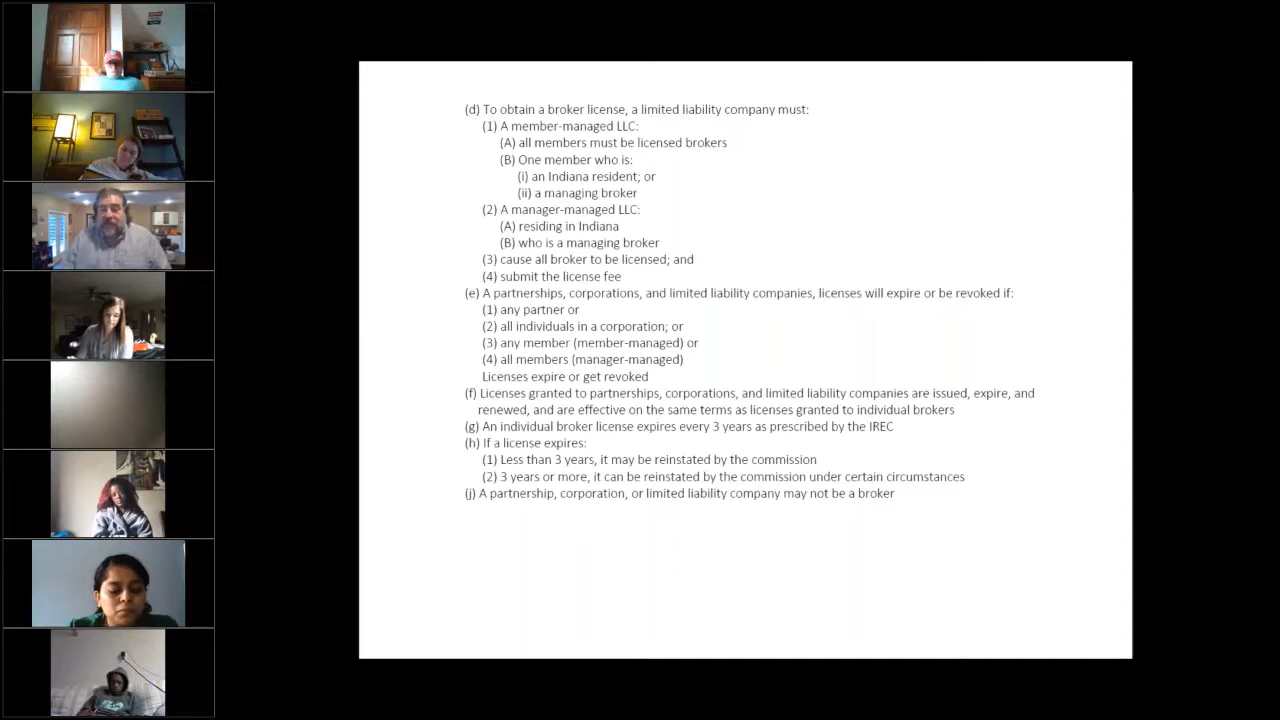 (d) To obtain a broker license, a limited liability company must:
(1) A member-managed LLC:
(A) all members must be licensed brokers
(B) One member who is:
(i) an Indiana resident; or
(ii) a managing broker
(2) A manager-managed LLC:
(A) residing in Indiana
(B) who is a managing broker
(3) cause all broker to be licensed; and
(4) submit the license fee
(e) A partnerships, corporations, and limited liability companies, licenses will expire or be revoked if:
(1) any partner or
(2) all individuals in a corporation; or
(3) any member (member-managed) or
(4) all members (manager-managed)
Licenses expire or get revoked
(f) Licenses granted to partnerships, corporations, and limited liability companies are issued, expire, and
renewed, and are effective on the same terms as licenses granted to individual brokers
(g) An individual broker license expires every 3 years as prescribed by the IREC
(h) If a license expires:
(1) Less than 3 years, it may be reinstated by the commission
(2) 3 years or more, it can be reinstated by the commission under certain circumstances
(j) A partnership, corporation, or limited liability company may not be a broker